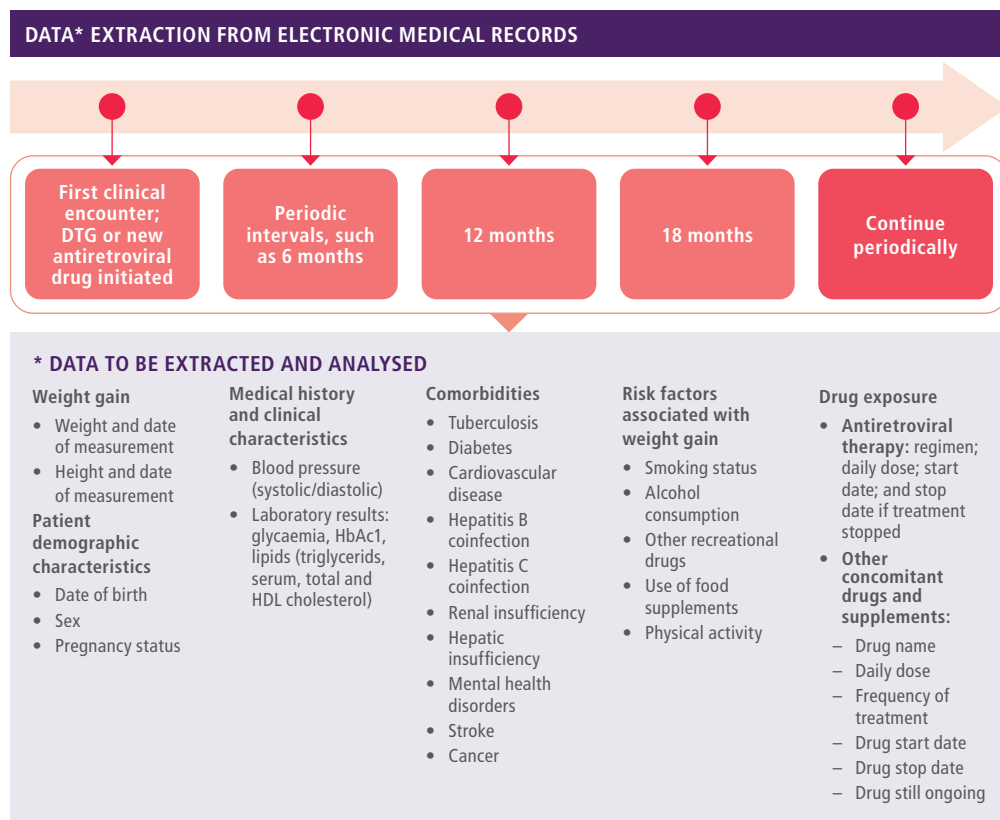 DATA* EXTRACTION FROM ELECTRONIC MEDICAL RECORDS
First clinical
encounter;
DTG or new
antiretroviral
drug initiated
Periodic
intervals, such
as 6 months
12 months
18 months
Continue
periodically
* DATA TO BE EXTRACTED AND ANALYSED
Weight gain
• Weight and date
of measurement
• Height and date
of measurement
Patient
demographic
characteristics
• Date of birth
• Sex
• Pregnancy status
Medical history
and clinical
characteristics
• Blood pressure
(systolic/diastolic)
• Laboratory results:
glycaemia, HbAc1,
lipids (triglycerids,
serum, total and
HDL cholesterol)
Comorbidities
• Tuberculosis
• Diabetes
• Cardiovascular
disease
• Hepatitis B
coinfection
• Hepatitis C
coinfection
• Renal insufficiency
• Hepatic
insufficiency
• Mental health
disorders
• Stroke
• Cancer
Risk factors
associated with
weight gain
• Smoking status
• Alcohol
consumption
• Other recreational
drugs
• Use of food
supplements
• Physical activity
Drug exposure
• Antiretroviral
therapy: regimen;
daily dose; start
date; and stop
date if treatment
stopped
• Other
concomitant
drugs and
supplements:
– Drug name
– Daily dose
– Frequency of
treatment
– Drug start date
– Drug stop date
– Drug still ongoing